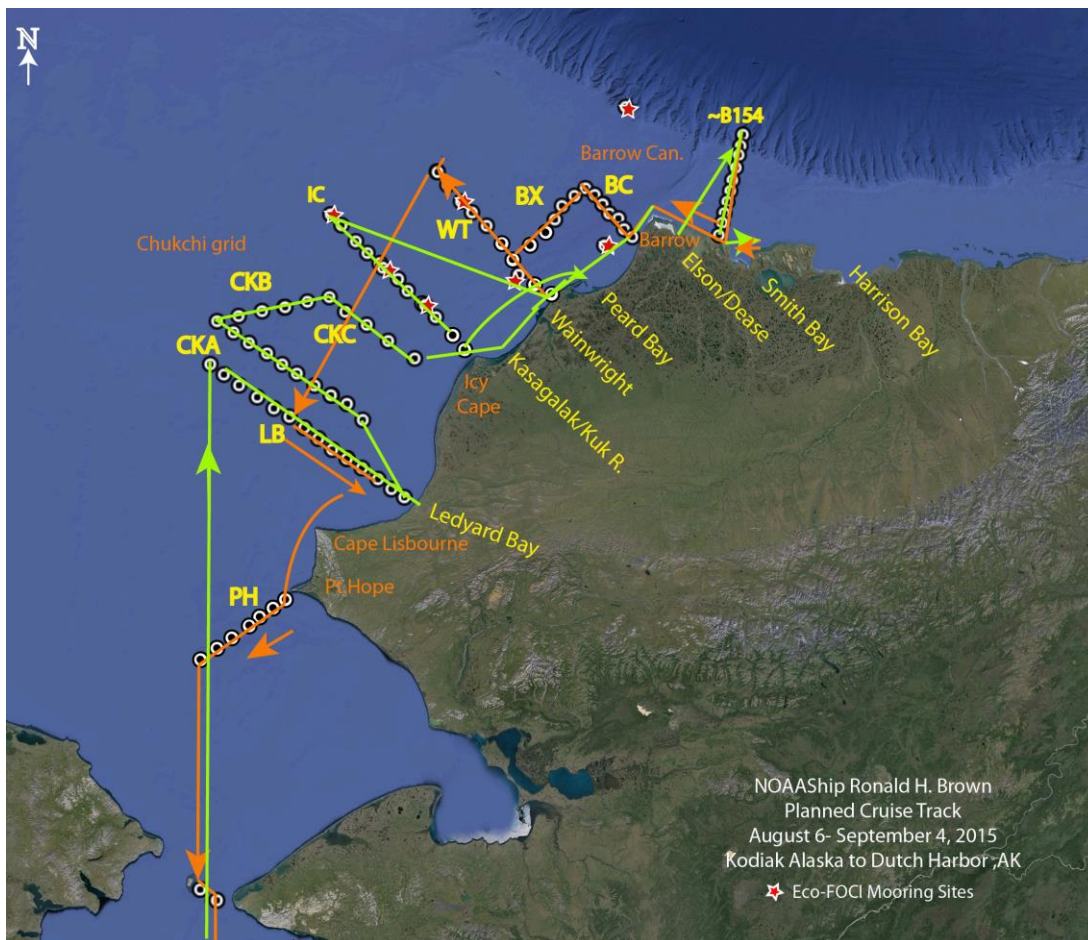 N
~B154
Barrow Can.
BX
BC
IC
WT
Chukchi grid
Barrow
CKB
CKC
CKA
Elson/Dease
Smith Bay
Harrison Bay
Peard Bay
Wainwright
Kasagalak/Kuk R.
Icy
Cape
LB
Ledyard Bay
Cape Lisbourne
Pt.Hope
PH
NOAAShip Ronald H. Brown
Planned Cruise Track
August 6- September 4, 2015
Kodiak Alaska to Dutch Harbor ,AK
Eco-FOCI Mooring Sites